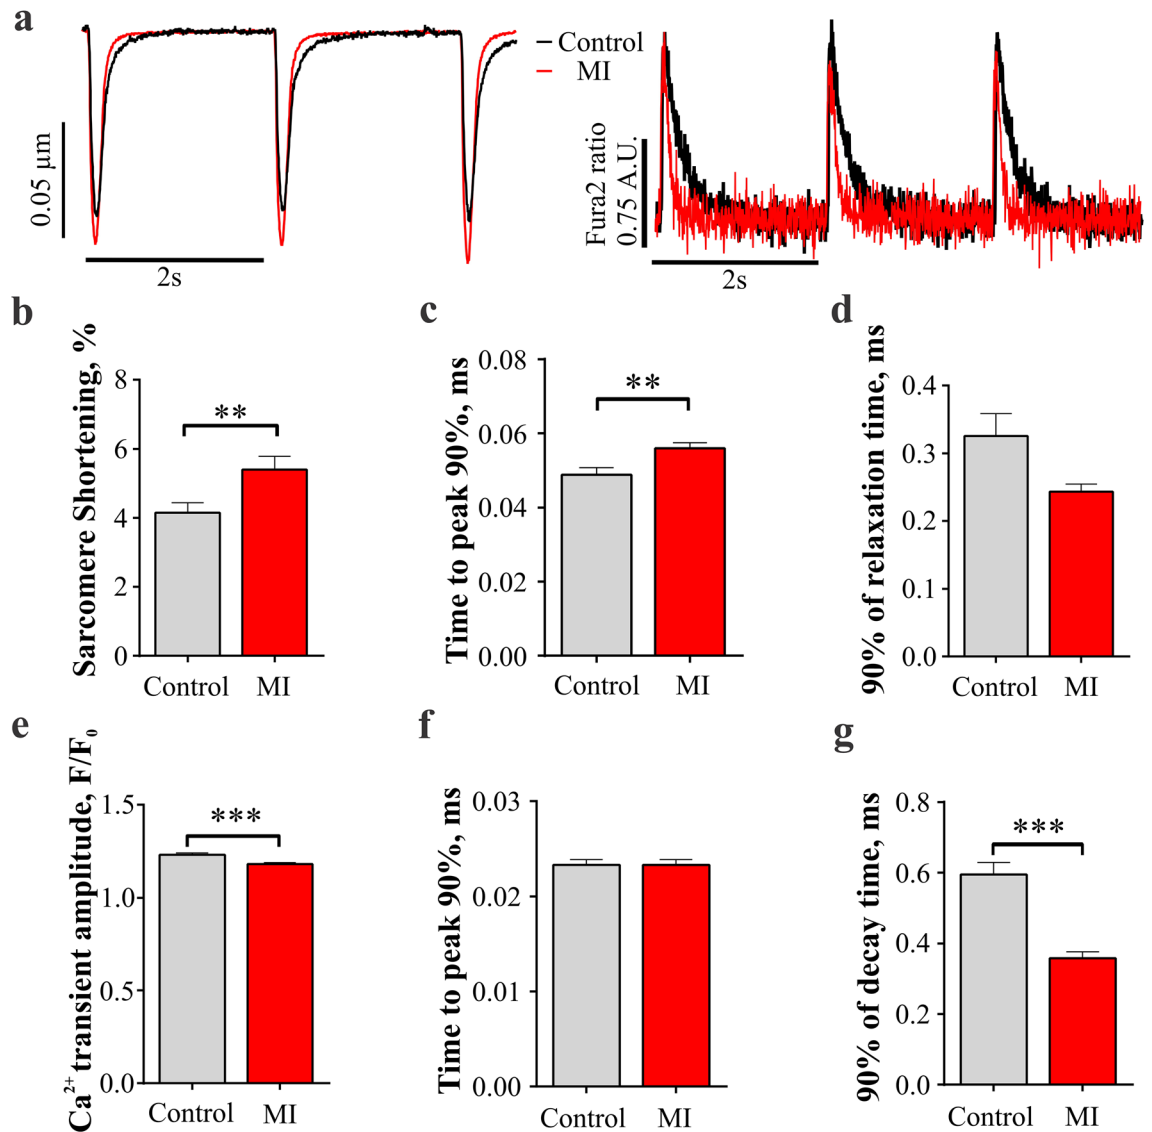 a
Control
MI
0.05 µm
2s
Fura2 ratio
0.75 A.U.
2s
b
Sarcomere Shortening, %
8
6
4
2
0
**
Control MI
c
Time to peak 90%, ms
0.08
0.06
0.04
0.02
0.00
**
Control MI
d
90% of relaxation time, ms
0.4
0.3
0.2
0.1
0.0
Control MI
e
Ca²⁺ transient amplitude, F/F₀
1.5
1.0
0.5
0.0
***
Control MI
f
Time to peak 90%, ms
0.03
0.02
0.01
0.00
Control MI
g
90% of decay time, ms
0.8
0.6
0.4
0.2
0.0
***
Control MI